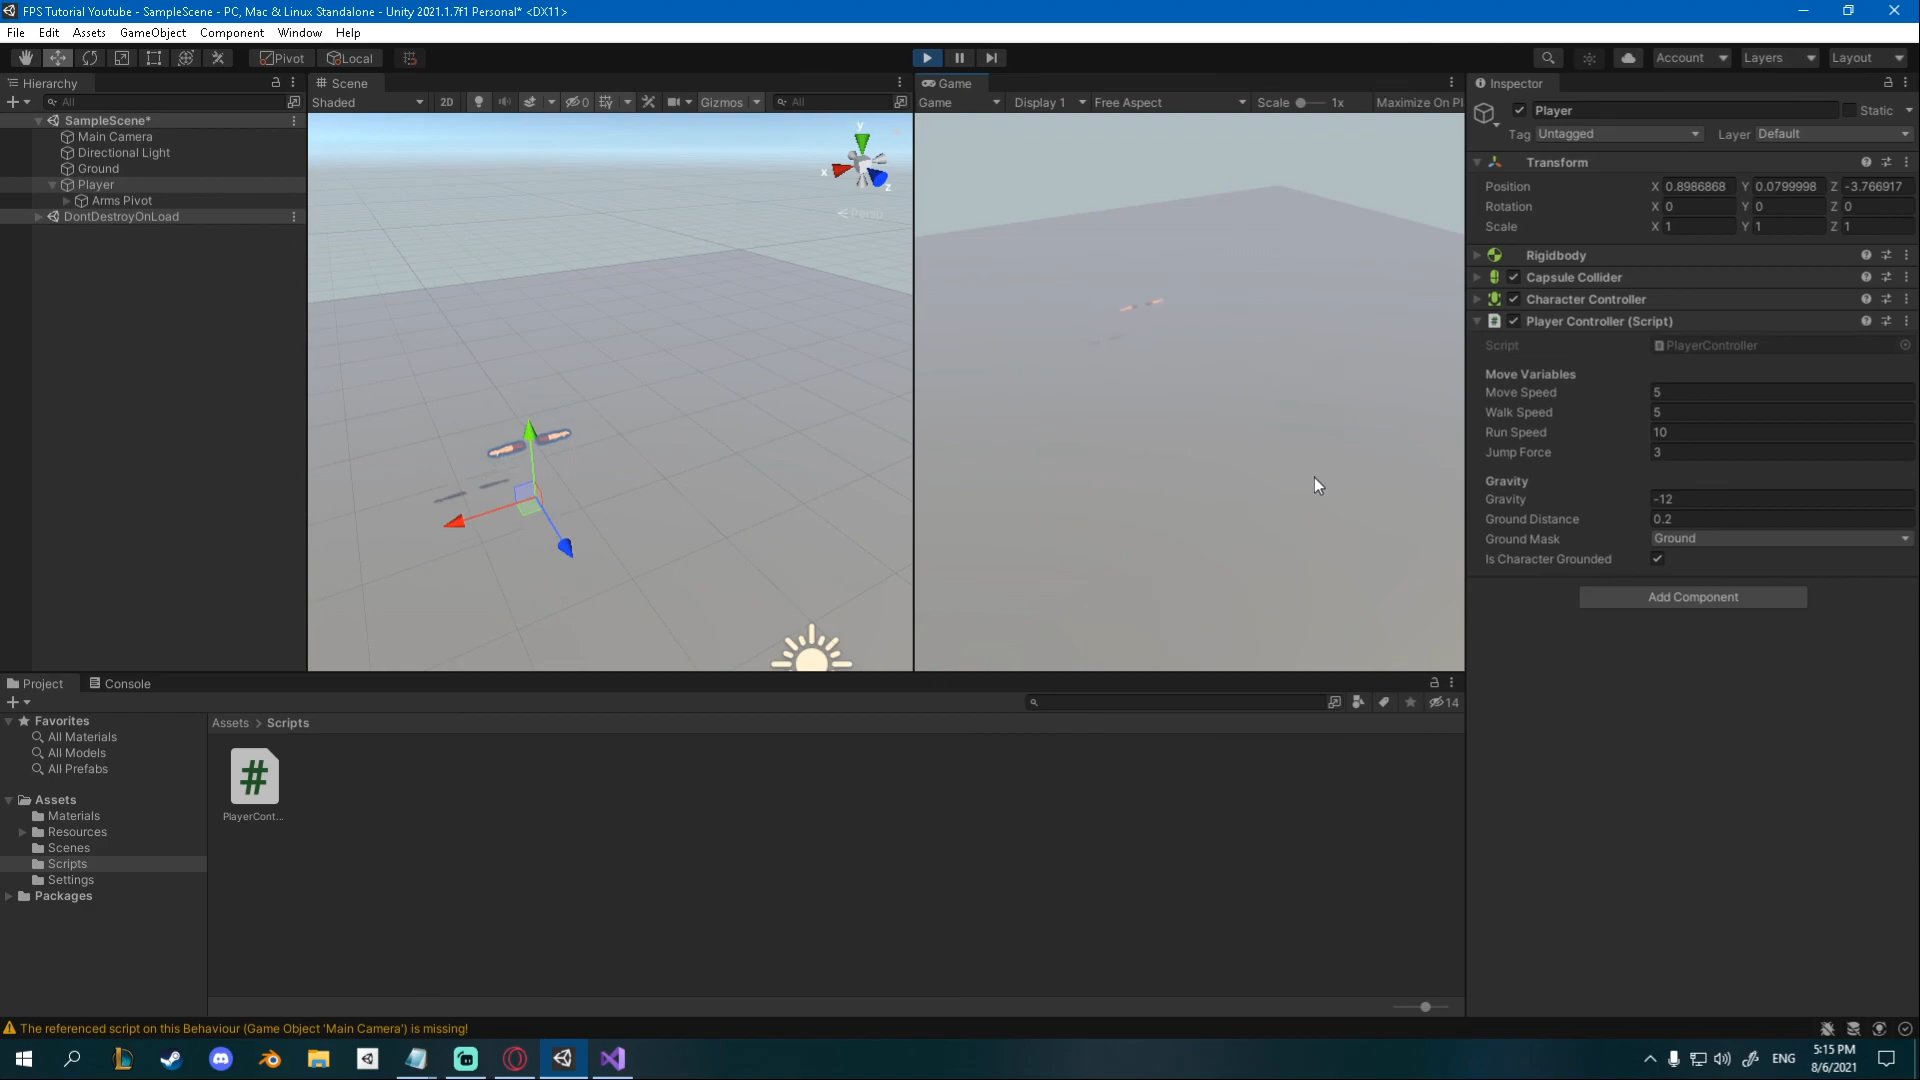 FPS Tutorial Youtube - SampleScene - PC, Mac & Linux Standalone - Unity 2021.1.7f1 Personal* <DX11>
File Edit Assets GameObject Component Window Help
Pivot Local Account Layers Layout
Hierarchy
All
SampleScene*
Main Camera
Directional Light
Ground
Player
Arms Pivot
DontDestroyOnLoad
Scene
Shaded 2D 0 Gizmos All
y
x
z
Persp
Game
Game Display 1 Free Aspect Scale 1x Maximize On Pl
Inspector
Player Static
Tag Untagged Layer Default
Transform
Position X 0.8986868 Y 0.0799998 Z -3.766917
Rotation X 0 Y 0 Z 0
Scale X 1 Y 1 Z 1
Rigidbody
Capsule Collider
Character Controller
# Player Controller (Script)
Script PlayerController
Move Variables
Move Speed 5
Walk Speed 5
Run Speed 10
Jump Force 3
Gravity
Gravity -12
Ground Distance 0.2
Ground Mask Ground
Is Character Grounded
Add Component
Project Console
14
Favorites
All Materials
All Models
All Prefabs
Assets
Materials
Resources
Scenes
Scripts
Settings
Packages
Assets > Scripts
#
PlayerCont...
The referenced script on this Behaviour (Game Object 'Main Camera') is missing!
ENG
5:15 PM
8/6/2021